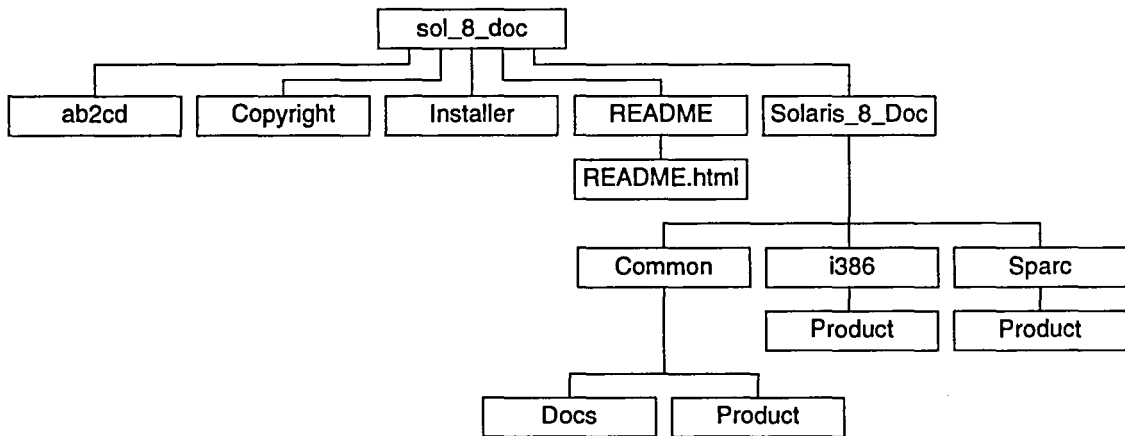 sol_8_doc
ab2cd
Copyright
Installer
README
Solaris_8_Doc
README.html
Common
i386
Sparc
Product
Product
Docs
Product